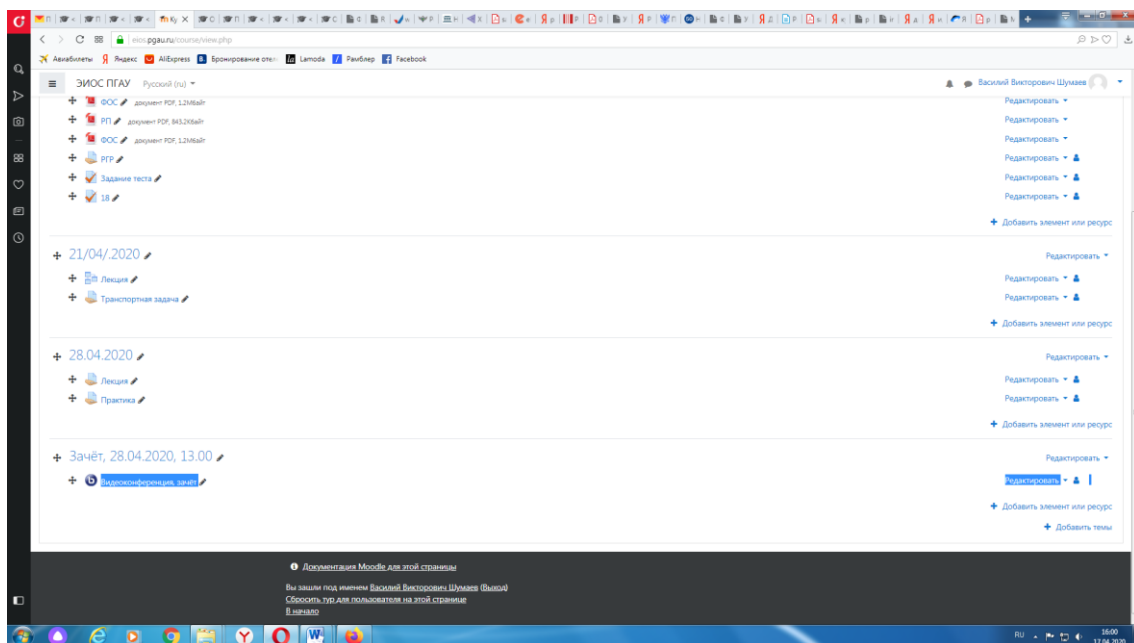 eios.pgau.ru/course/view.php
Авиабилеты Яндекс AliExpress Бронирование отел Lamoda Рамблер Facebook
ЭИОС ПГАУ Русский (ru) Василий Викторович Шумаев
ФОС документ PDF, 1.2Мбайт Редактировать
РП документ PDF, 843.2Кбайт Редактировать
ФОС документ PDF, 1.2Мбайт Редактировать
РГР Редактировать
Задание теста Редактировать
18 Редактировать
Добавить элемент или ресурс
21/04/.2020 Редактировать
Лекция Редактировать
Транспортная задача Редактировать
Добавить элемент или ресурс
28.04.2020 Редактировать
Лекция Редактировать
Практика Редактировать
Добавить элемент или ресурс
Зачёт, 28.04.2020, 13.00 Редактировать
Видеоконференция, зачёт Редактировать
Добавить элемент или ресурс
Добавить темы
Документация Moodle для этой страницы
Вы зашли под именем Василий Викторович Шумаев (Выход)
Сбросить тур для пользователя на этой странице
В начало
RU 16:00
17.04.2020